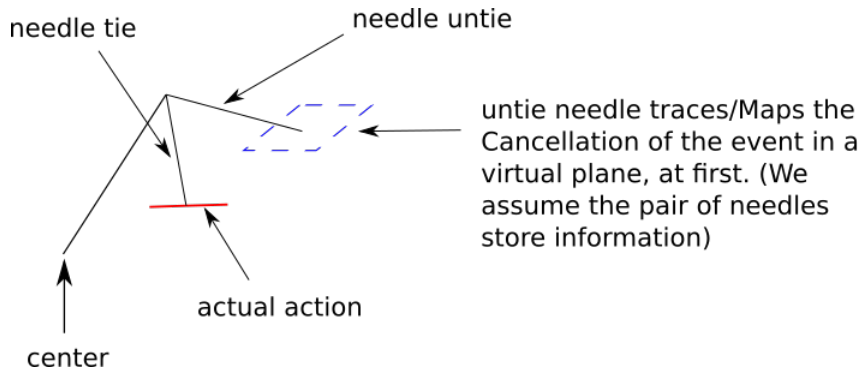 needle untie
needle tie
untie needle traces/Maps the
Cancellation of the event in a
virtual plane, at first. (We
assume the pair of needles
store information)
actual action
center